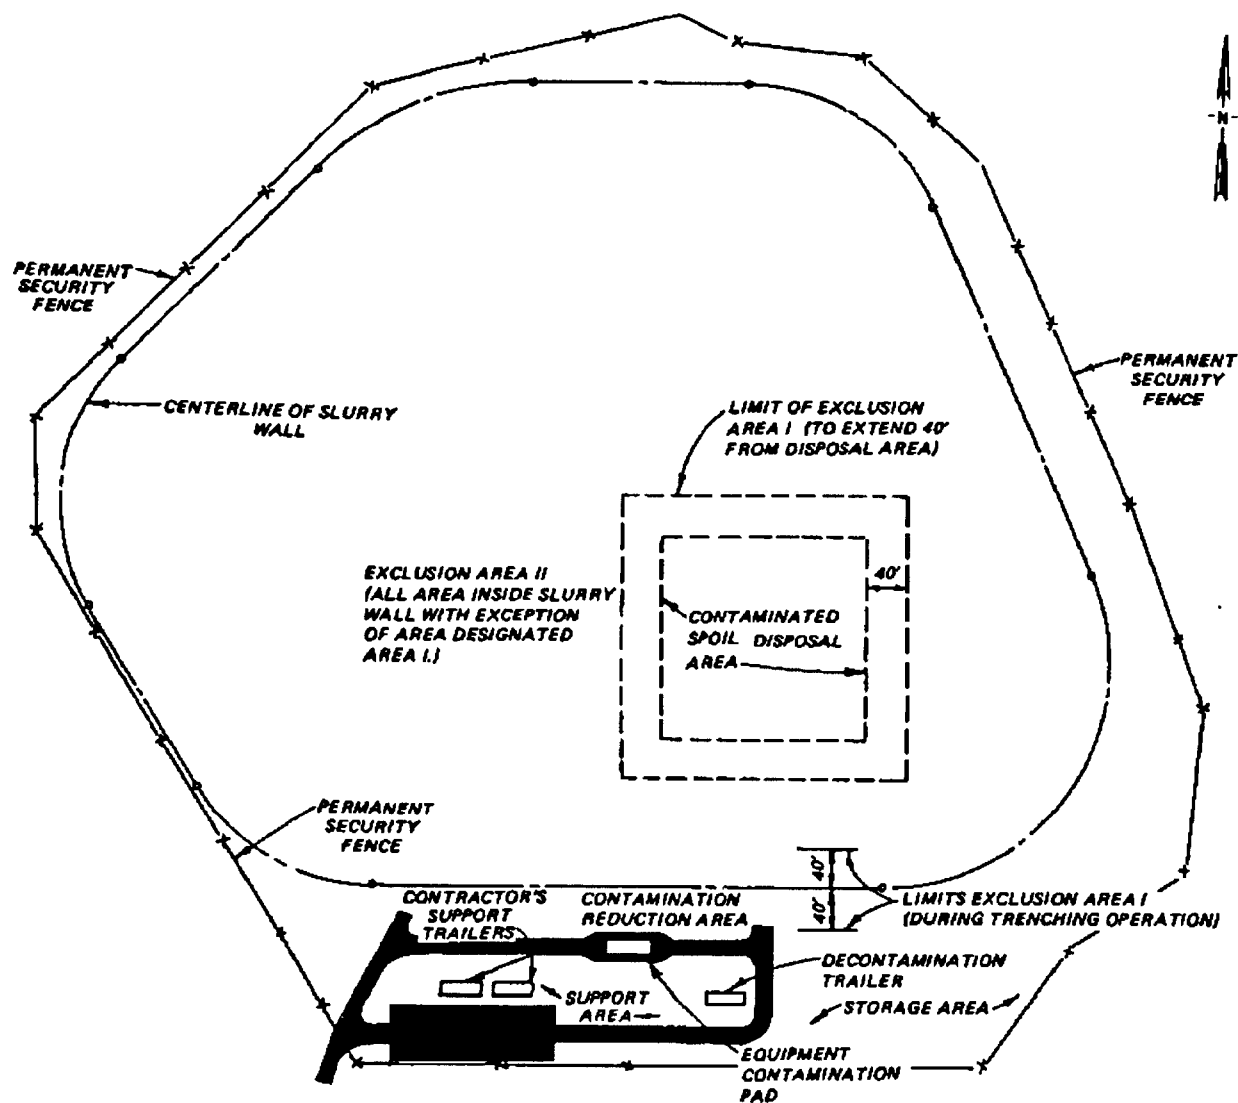 N
PERMANENT
SECURITY
FENCE
PERMANENT
SECURITY
FENCE
CENTERLINE OF SLURRY
WALL
LIMIT OF EXCLUSION
AREA I (TO EXTEND 40'
FROM DISPOSAL AREA)
EXCLUSION AREA II
(ALL AREA INSIDE SLURRY
WALL WITH EXCEPTION
OF AREA DESIGNATED
AREA I.)
40'
CONTAMINATED
SPOIL DISPOSAL
AREA
PERMANENT
SECURITY
FENCE
40'
40'
LIMITS EXCLUSION AREA I
(DURING TRENCHING OPERATION)
CONTRACTOR'S
SUPPORT
TRAILERS
CONTAMINATION
REDUCTION AREA
DECONTAMINATION
TRAILER
SUPPORT
AREA
STORAGE AREA
EQUIPMENT
CONTAMINATION
PAD